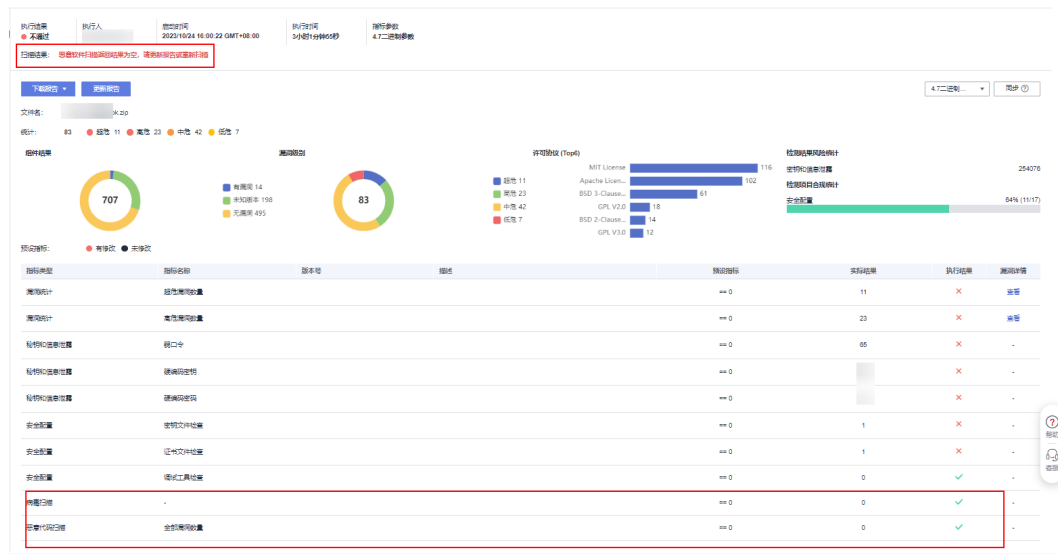 执行结果 执行人 启动时间 执行时间 指标参数
不通过 2023/10/24 16:00:22 GMT+08:00 3小时1分钟55秒 4.7二进制参数
扫描结果: 恶意软件扫描返回结果为空，请更新报告或重新扫描
下载报告 更新报告 4.7二进制... 同步
文件名: ok.zip
统计: 83 超危 11 高危 23 中危 42 低危 7
组件结果 漏洞级别 许可协议 (Top6) 检测结果风险统计
MIT License 116 密钥和信息泄露 254076
707 有漏洞 14 未知版本 198 无漏洞 495
83 超危 11 高危 23 中危 42 低危 7
Apache Licen... 102 检测项目合规统计
BSD 3-Clause... 61 安全配置 64% (11/17)
GPL V2.0 18
BSD 2-Clause... 14
GPL V3.0 12
预设指标: 有修改 未修改
指标类型 指标名称 版本号 描述 预设指标 实际结果 执行结果 漏洞详情
漏洞统计 超危漏洞数量 == 0 11 × 查看
漏洞统计 高危漏洞数量 == 0 23 × 查看
秘钥和信息泄露 弱口令 == 0 65 × -
秘钥和信息泄露 硬编码密钥 == 0 × -
秘钥和信息泄露 硬编码密码 == 0 × -
安全配置 密钥文件检查 == 0 1 × -
安全配置 证书文件检查 == 0 1 × -
安全配置 调试工具检查 == 0 0 ✓ -
病毒扫描 - == 0 0 ✓ -
恶意代码扫描 全部漏洞数量 == 0 0 ✓ -
帮助